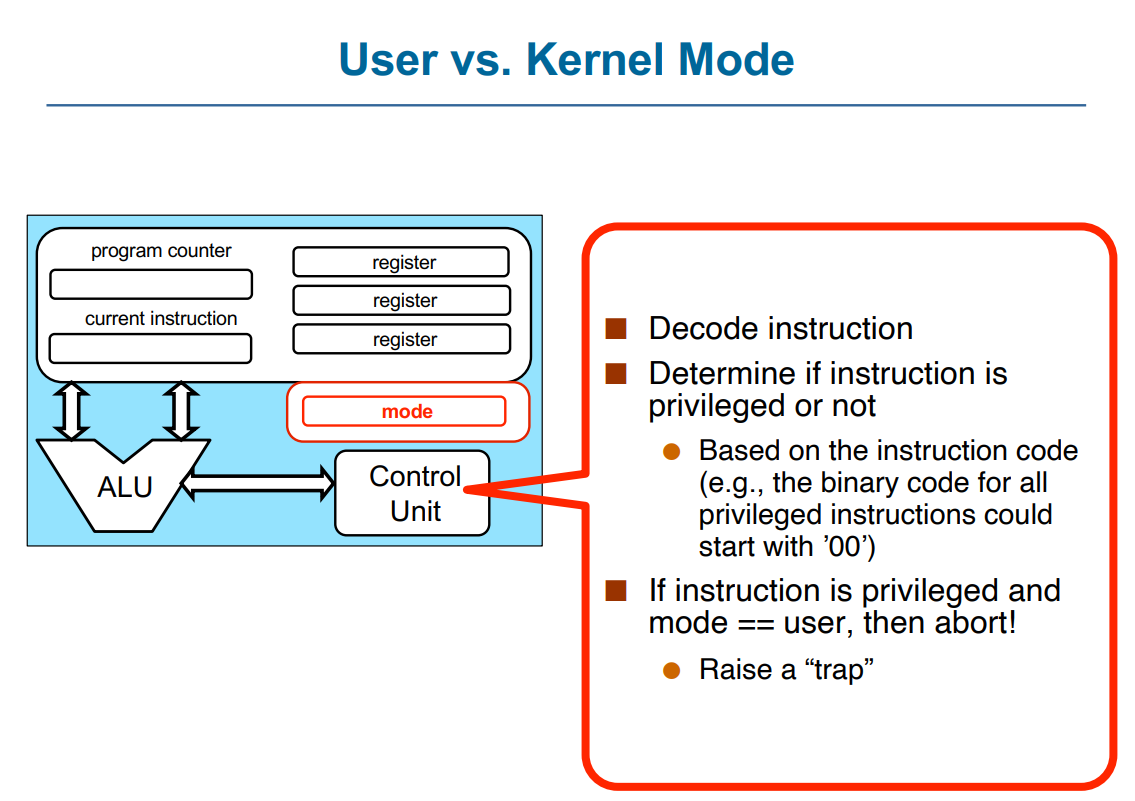 User vs. Kernel Mode
program counter
current instruction
register
register
register
mode
ALU
Control
Unit
Decode instruction
Determine if instruction is
privileged or not
Based on the instruction code
(e.g., the binary code for all
privileged instructions could
start with ’00’)
If instruction is privileged and
mode == user, then abort!
Raise a “trap”